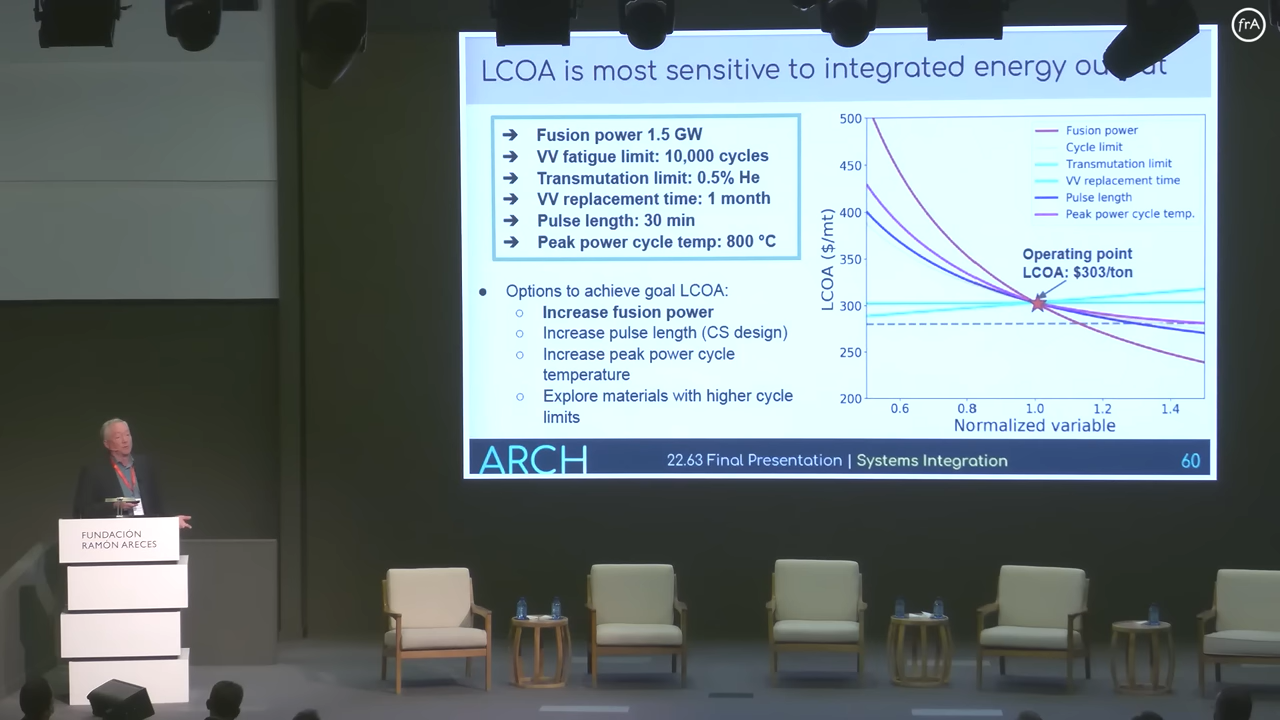 frA
LCOA is most sensitive to integrated energy
→ Fusion power 1.5 GW
→ VV fatigue limit: 10,000 cycles
→ Transmutation limit: 0.5% He
→ VV replacement time: 1 month
→ Pulse length: 30 min
→ Peak power cycle temp: 800 °C
● Options to achieve goal LCOA:
○ Increase fusion power
○ Increase pulse length (CS design)
○ Increase peak power cycle
temperature
○ Explore materials with higher cycle
limits
LCOA ($/mt)
500
450
400
350
300
250
200
Fusion power
Cycle limit
Transmutation limit
VV replacement time
Pulse length
Peak power cycle temp.
Operating point
LCOA: $303/ton
0.6 0.8 1.0 1.2 1.4
Normalized variable
ARCH 22.63 Final Presentation | Systems Integration 60
FUNDACIÓN
RAMÓN ARECES